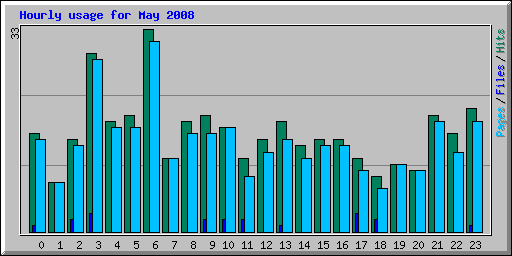 Hourly usage for May 2008
33
Pages / Files / Hits
0 1 2 3 4 5 6 7 8 9 10 11 12 13 14 15 16 17 18 19 20 21 22 23